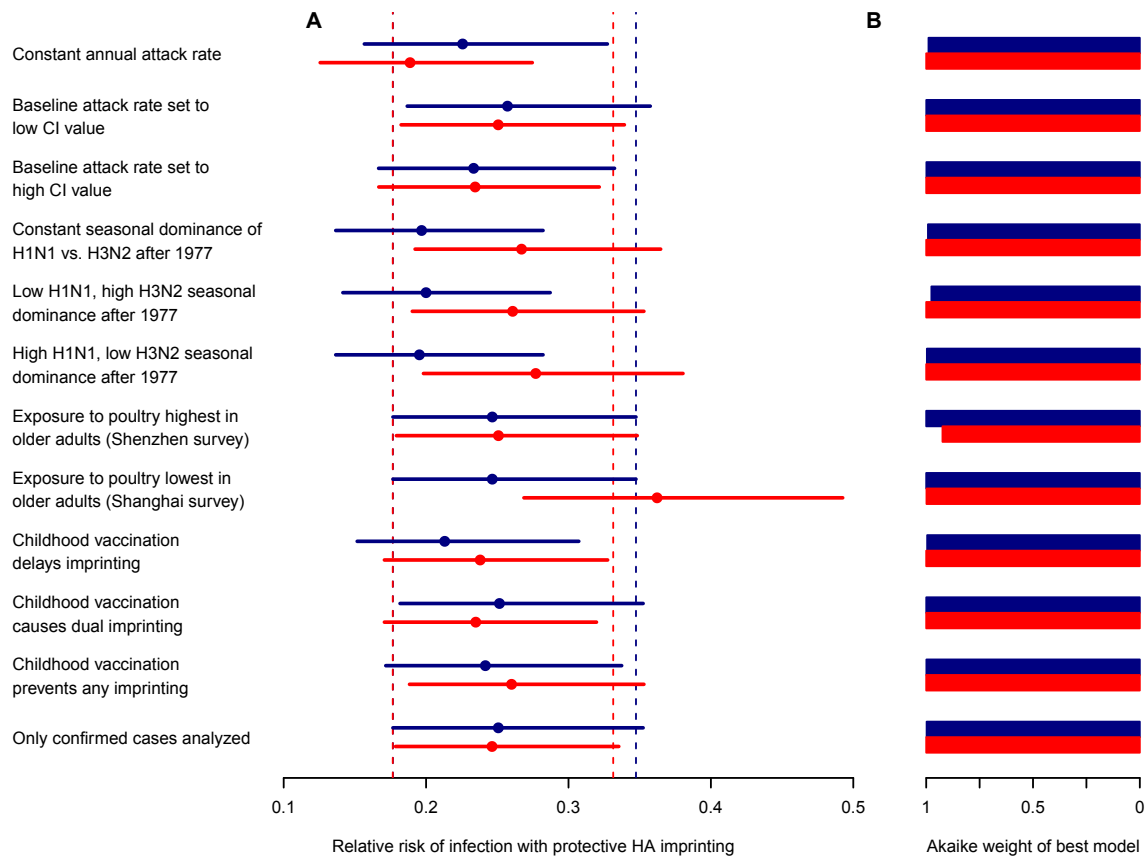 A
B
Constant annual attack rate
Baseline attack rate set to
low CI value
Baseline attack rate set to
high CI value
Constant seasonal dominance of
H1N1 vs. H3N2 after 1977
Low H1N1, high H3N2 seasonal
dominance after 1977
High H1N1, low H3N2 seasonal
dominance after 1977
Exposure to poultry highest in
older adults (Shenzhen survey)
Exposure to poultry lowest in
older adults (Shanghai survey)
Childhood vaccination
delays imprinting
Childhood vaccination
causes dual imprinting
Childhood vaccination
prevents any imprinting
Only confirmed cases analyzed
0.1 0.2 0.3 0.4 0.5
1 0.5 0
Relative risk of infection with protective HA imprinting
Akaike weight of best model